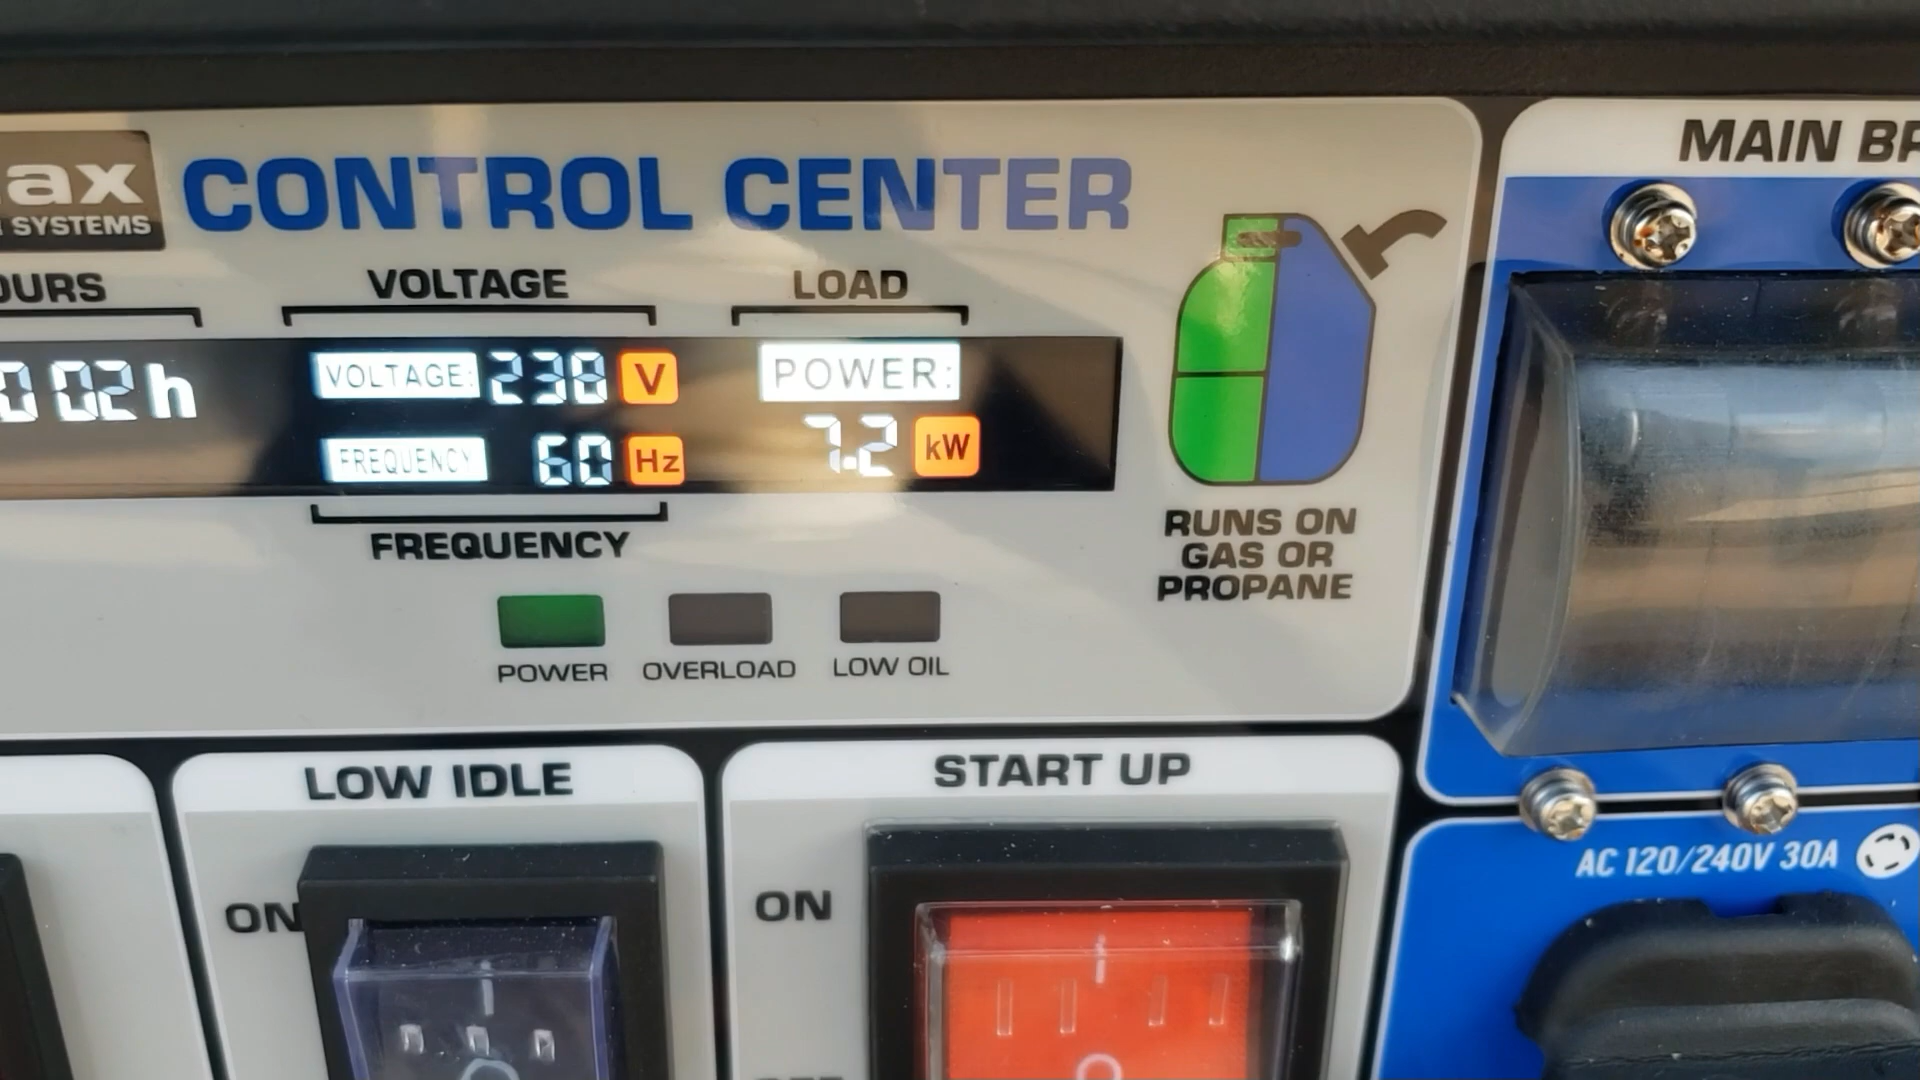 ax
SYSTEMS
CONTROL CENTER
MAIN
OURS
VOLTAGE
LOAD
02h
VOLTAGE: 238 V
POWER:
7.2 kW
FREQUENCY 60 Hz
FREQUENCY
RUNS ON
GAS OR
PROPANE
POWER
OVERLOAD
LOW OIL
LOW IDLE
START UP
ON
ON
AC 120/240V 30A